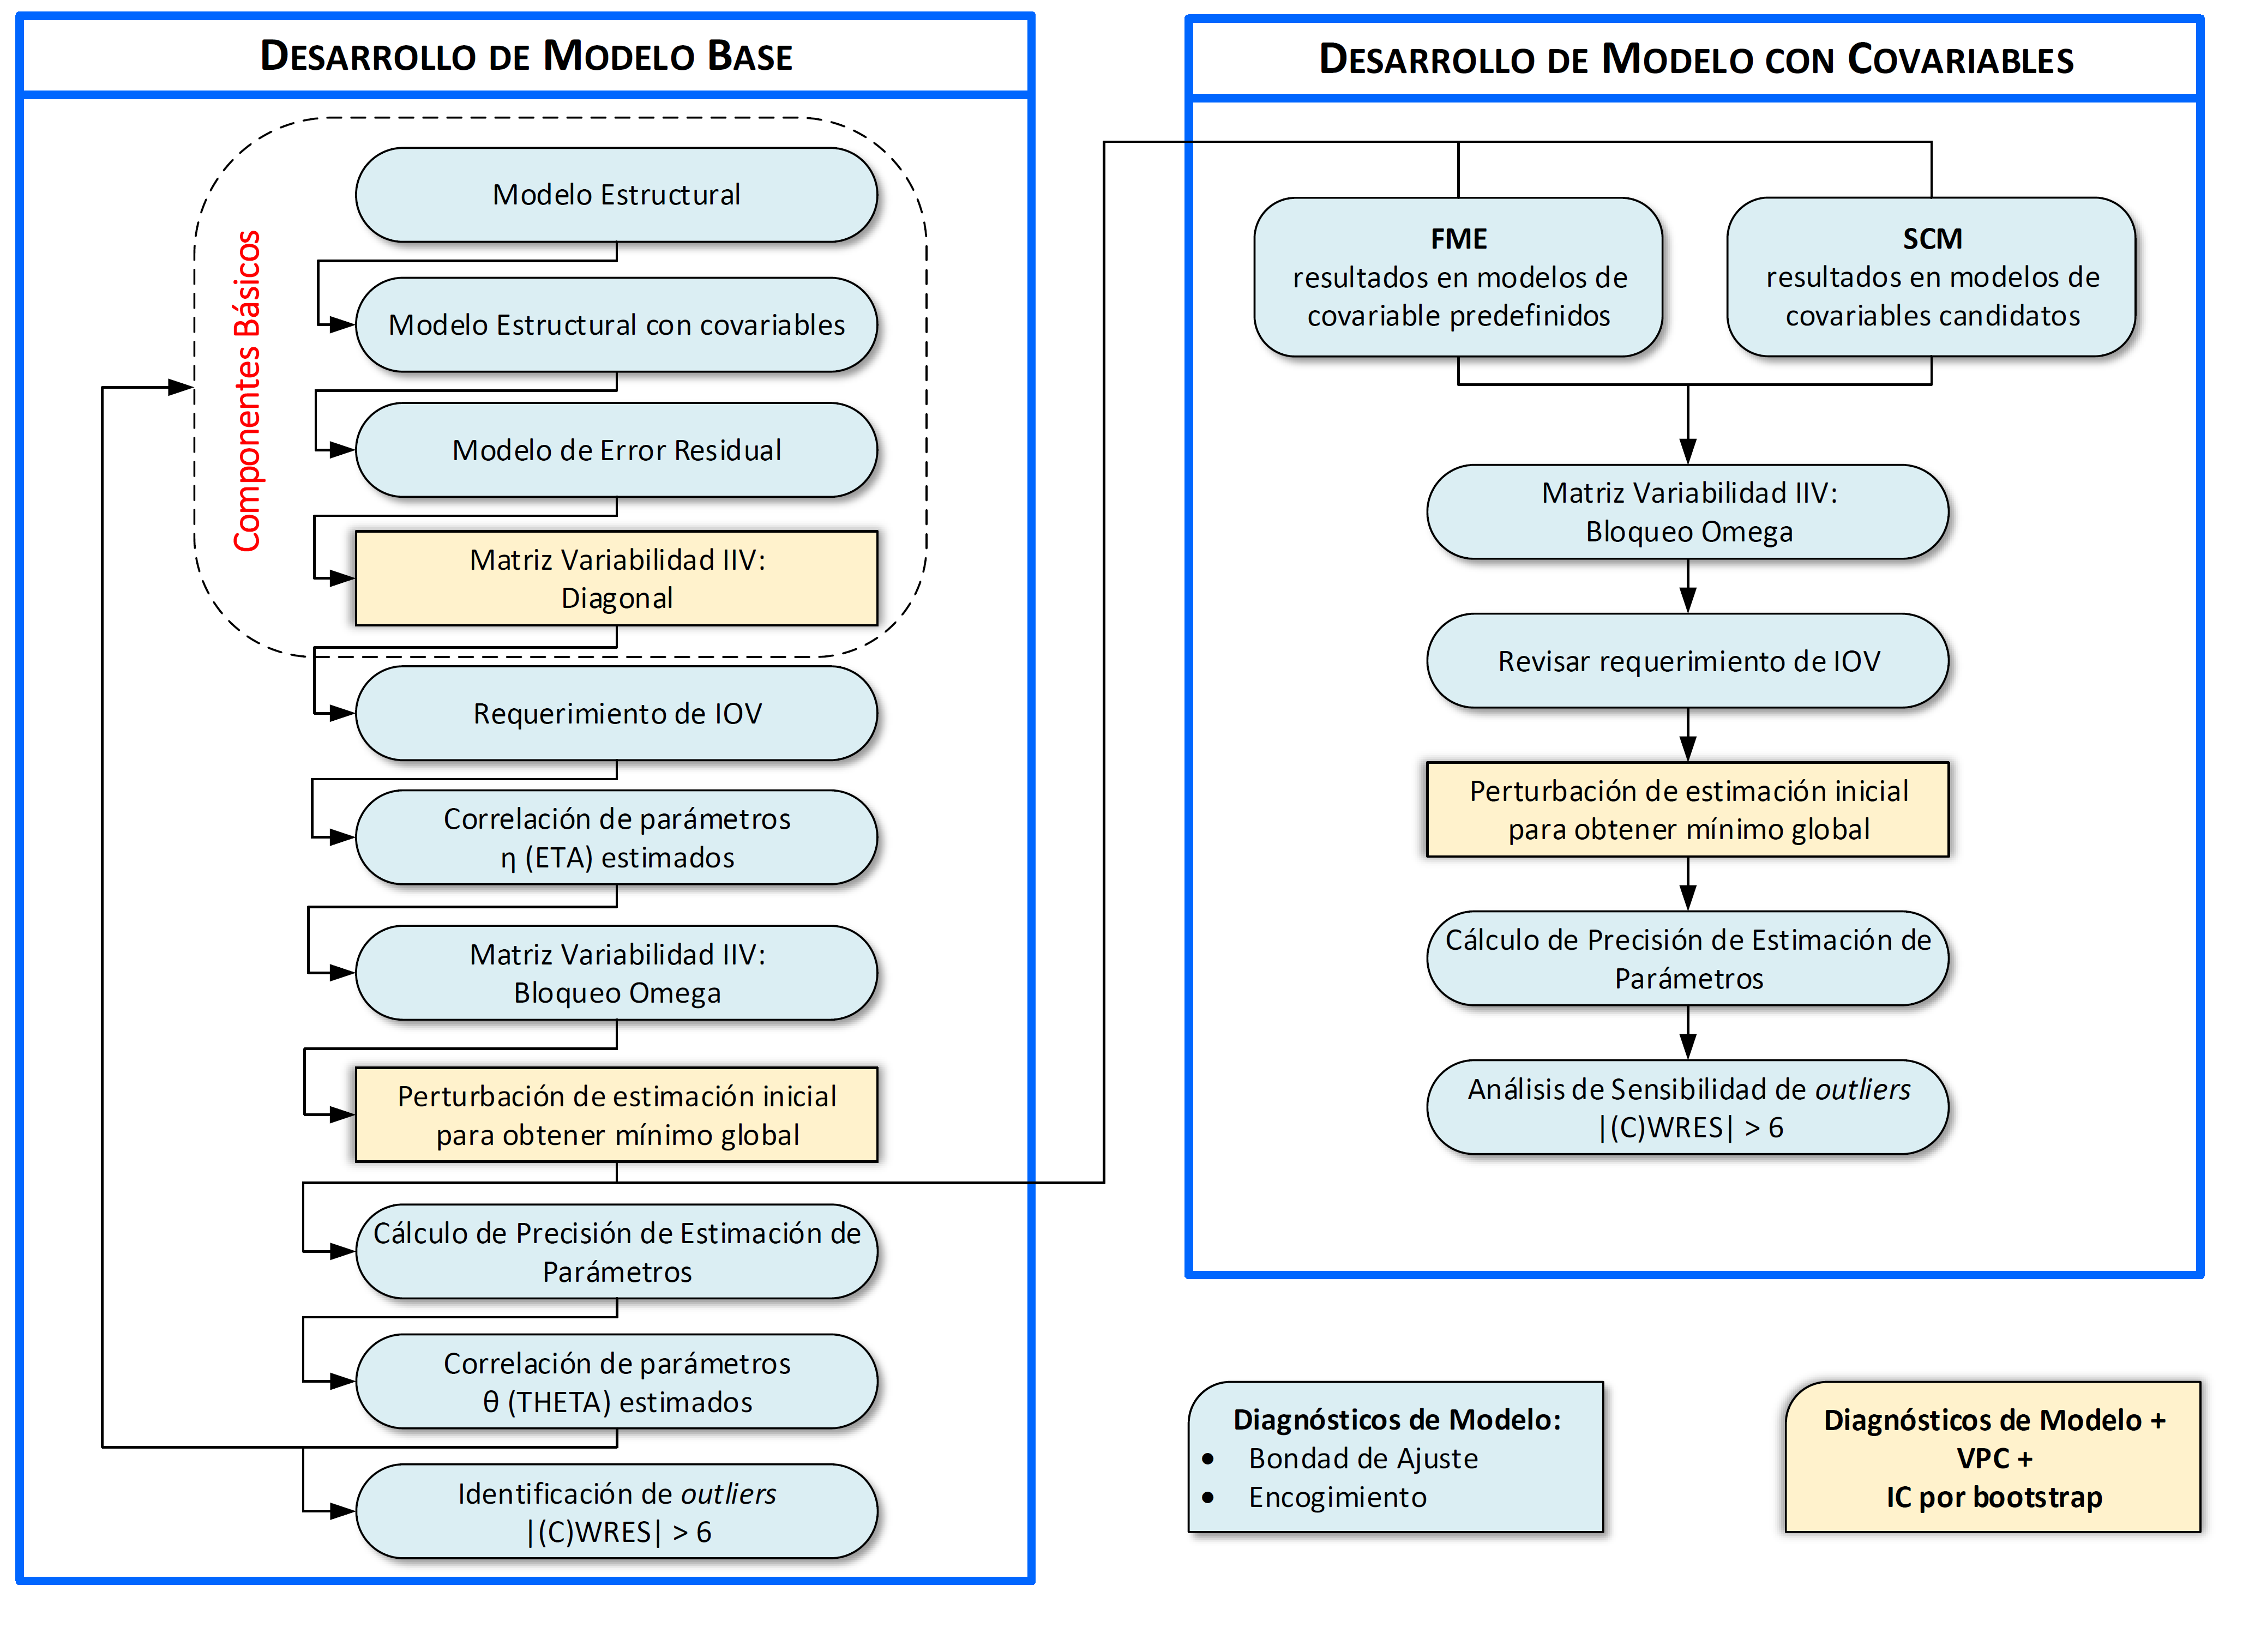 DESARROLLO DE MODELO BASE
Componentes Básicos
Modelo Estructural
Modelo Estructural con covariables
Modelo de Error Residual
Matriz Variabilidad IIV:
Diagonal
Requerimiento de IOV
Correlación de parámetros
η (ETA) estimados
Matriz Variabilidad IIV:
Bloqueo Omega
Perturbación de estimación inicial
para obtener mínimo global
Cálculo de Precisión de Estimación de
Parámetros
Correlación de parámetros
θ (THETA) estimados
Identificación de outliers
|(C)WRES| > 6
DESARROLLO DE MODELO CON COVARIABLES
FME
resultados en modelos de
covariable predefinidos
SCM
resultados en modelos de
covariables candidatos
Matriz Variabilidad IIV:
Bloqueo Omega
Revisar requerimiento de IOV
Perturbación de estimación inicial
para obtener mínimo global
Cálculo de Precisión de Estimación de
Parámetros
Análisis de Sensibilidad de outliers
|(C)WRES| > 6
Diagnósticos de Modelo:
• Bondad de Ajuste
• Encogimiento
Diagnósticos de Modelo +
VPC +
IC por bootstrap